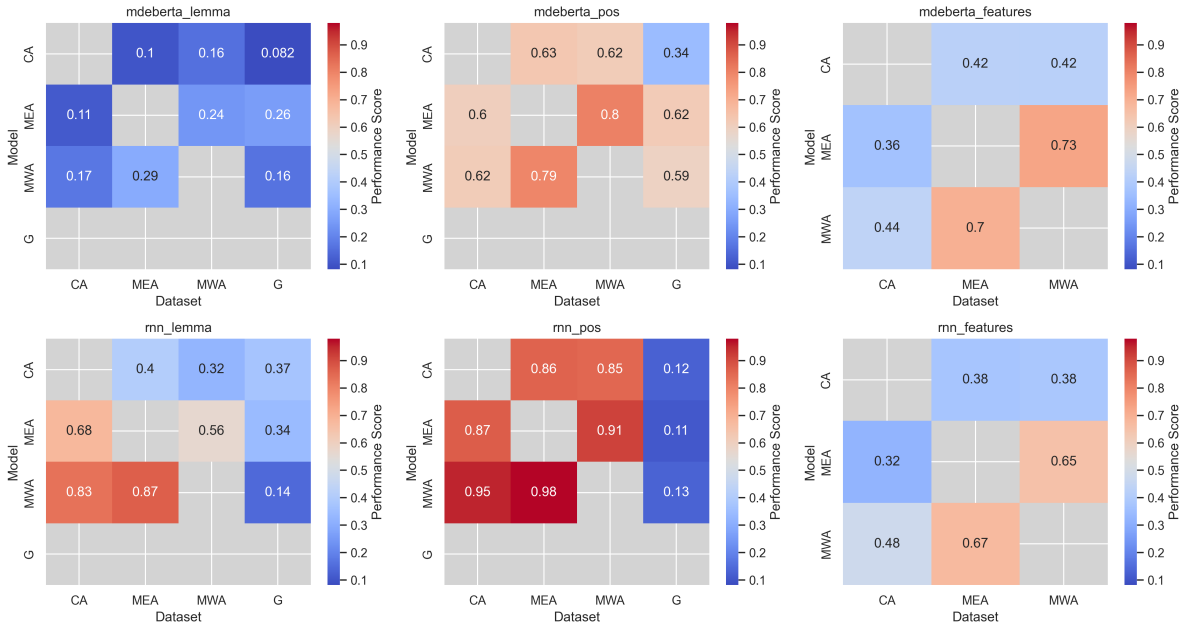 mdeberta_lemma
Model
CA
MEA
MWA
G
0.1 0.16 0.082
0.11 0.24 0.26
0.17 0.29 0.16
CA MEA MWA G
Dataset
0.9
0.8
0.7
0.6
0.5
0.4
0.3
0.2
0.1
Performance Score
mdeberta_pos
Model
CA
MEA
MWA
G
0.63 0.62 0.34
0.6 0.8 0.62
0.62 0.79 0.59
CA MEA MWA G
Dataset
0.9
0.8
0.7
0.6
0.5
0.4
0.3
0.2
0.1
Performance Score
mdeberta_features
Model
CA
MEA
MWA
0.42 0.42
0.36 0.73
0.44 0.7
CA MEA MWA
Dataset
0.9
0.8
0.7
0.6
0.5
0.4
0.3
0.2
0.1
Performance Score
rnn_lemma
Model
CA
MEA
MWA
G
0.4 0.32 0.37
0.68 0.56 0.34
0.83 0.87 0.14
CA MEA MWA G
Dataset
0.9
0.8
0.7
0.6
0.5
0.4
0.3
0.2
0.1
Performance Score
rnn_pos
Model
CA
MEA
MWA
G
0.86 0.85 0.12
0.87 0.91 0.11
0.95 0.98 0.13
CA MEA MWA G
Dataset
0.9
0.8
0.7
0.6
0.5
0.4
0.3
0.2
0.1
Performance Score
rnn_features
Model
CA
MEA
MWA
0.38 0.38
0.32 0.65
0.48 0.67
CA MEA MWA
Dataset
0.9
0.8
0.7
0.6
0.5
0.4
0.3
0.2
0.1
Performance Score